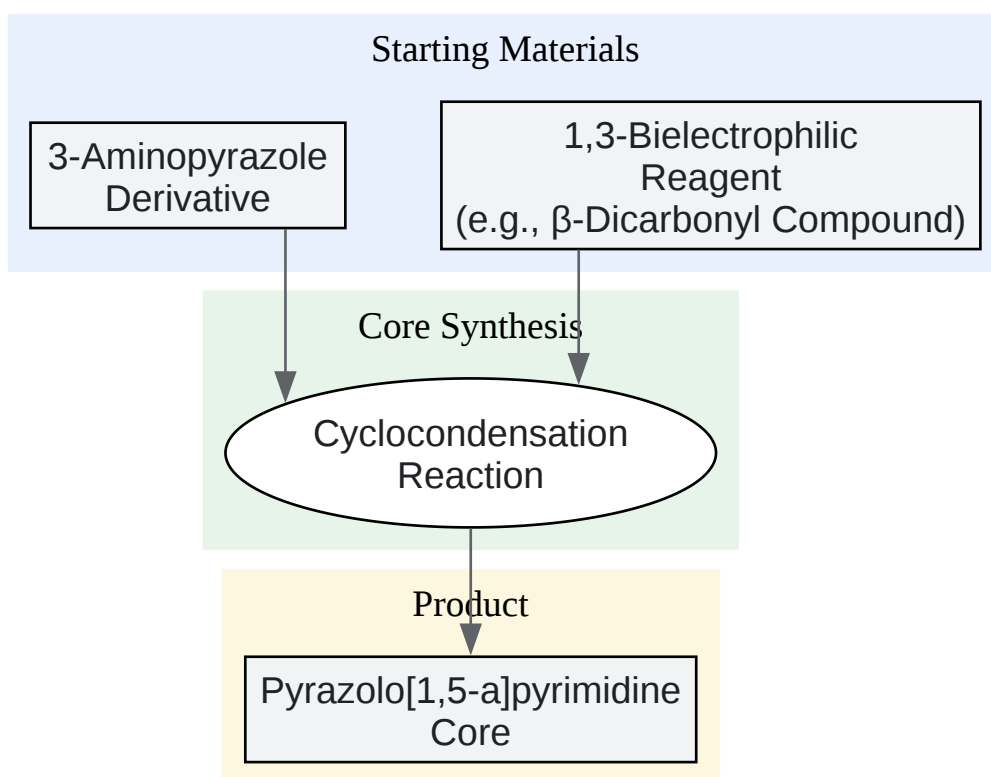 Starting Materials
3-Aminopyrazole
Derivative
1,3-Bielectrophilic
Reagent
(e.g., β-Dicarbonyl Compound)
Core Synthesis
Cyclocondensation
Reaction
Product
Pyrazolo[1,5-a]pyrimidine
Core